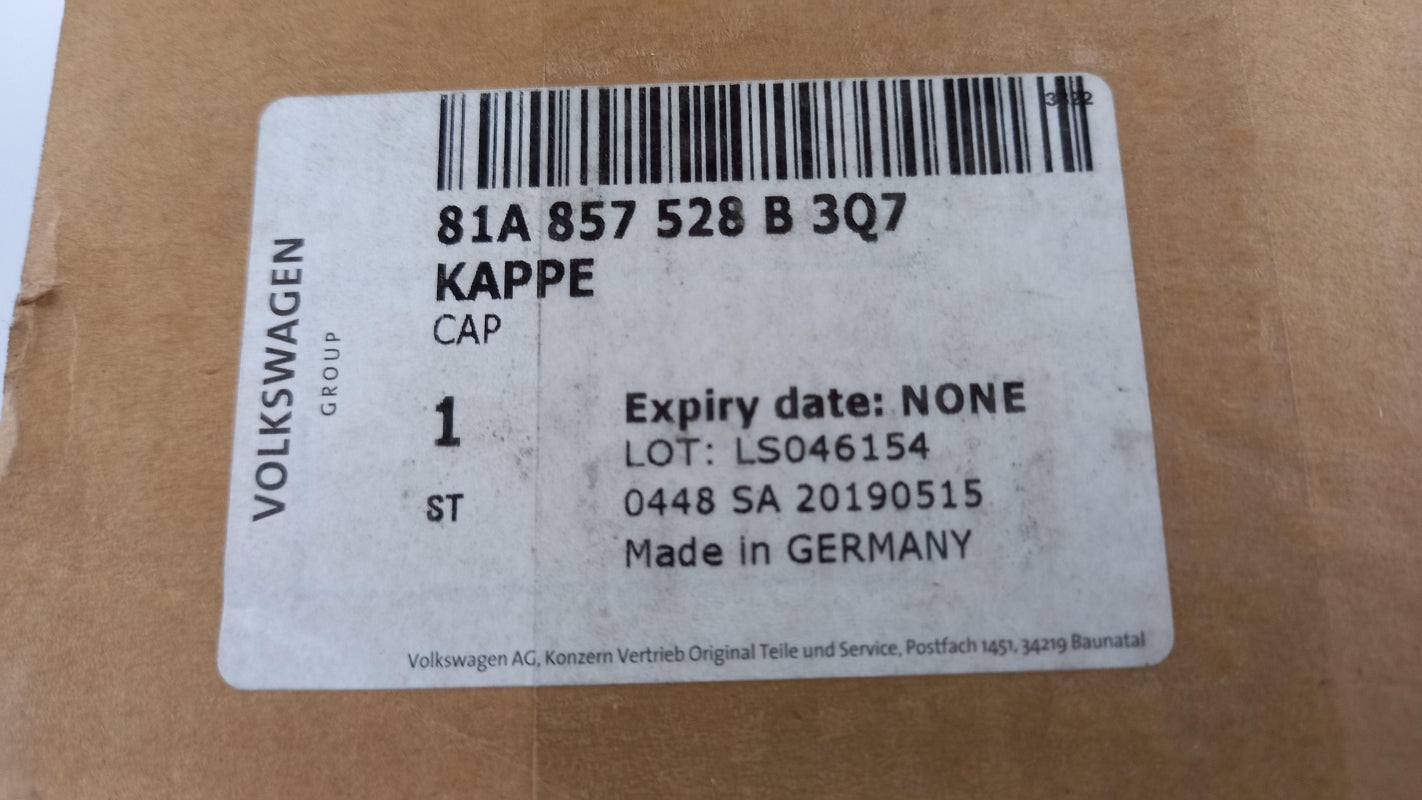 81A 857 528 B 3Q7
KAPPE
CAP
VOLKSWAGEN
GROUP
1
ST
Expiry date: NONE
LOT: LS046154
0448 SA 20190515
Made in GERMANY
Volkswagen AG, Konzern Vertrieb Original Teile und Service, Postfach 1451, 34219 Baunatal